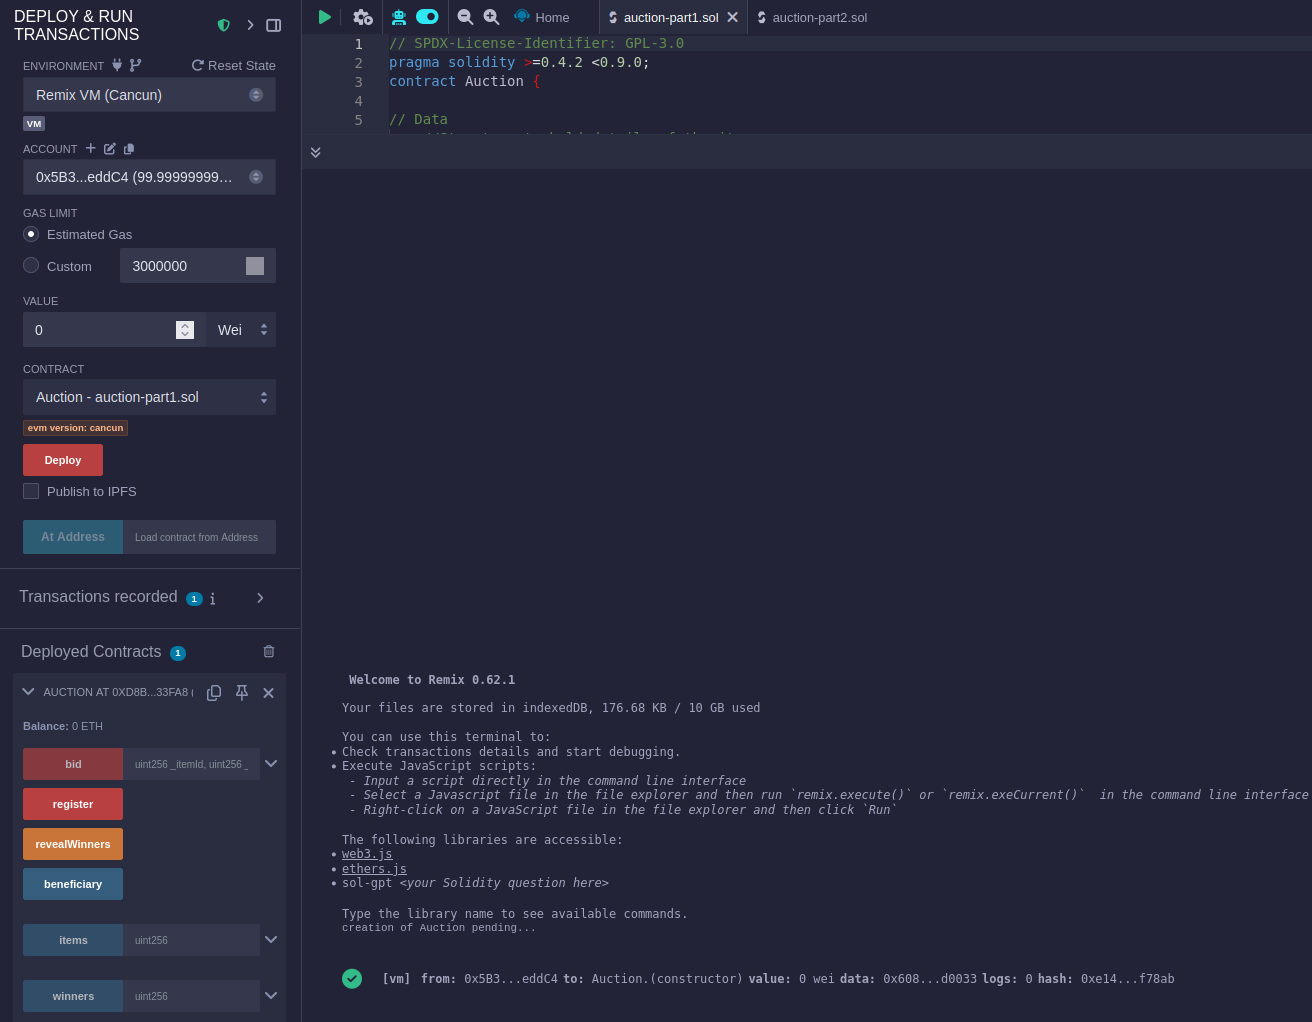 DEPLOY & RUN
TRANSACTIONS
ENVIRONMENT
Reset State
Remix VM (Cancun)
VM
ACCOUNT
0x5B3...eddC4 (99.99999999...
GAS LIMIT
Estimated Gas
Custom
3000000
VALUE
0
Wei
CONTRACT
Auction - auction-part1.sol
evm version: cancun
Deploy
Publish to IPFS
At Address
Load contract from Address
Transactions recorded 1
Deployed Contracts 1
AUCTION AT 0XD8B...33FA8 (
Balance: 0 ETH
bid
uint256 _itemId, uint256 _
register
revealWinners
beneficiary
items
uint256
winners
uint256
Home
auction-part1.sol
auction-part2.sol
1 // SPDX-License-Identifier: GPL-3.0
2 pragma solidity >=0.4.2 <0.9.0;
3 contract Auction {
4
5 // Data
Welcome to Remix 0.62.1
Your files are stored in indexedDB, 176.68 KB / 10 GB used
You can use this terminal to:
• Check transactions details and start debugging.
• Execute JavaScript scripts:
- Input a script directly in the command line interface
- Select a Javascript file in the file explorer and then run `remix.execute()` or `remix.exeCurrent()` in the command line interface
- Right-click on a JavaScript file in the file explorer and then click `Run`
The following libraries are accessible:
• web3.js
• ethers.js
• sol-gpt <your Solidity question here>
Type the library name to see available commands.
creation of Auction pending...
[vm] from: 0x5B3...eddC4 to: Auction.(constructor) value: 0 wei data: 0x608...d0033 logs: 0 hash: 0xe14...f78ab